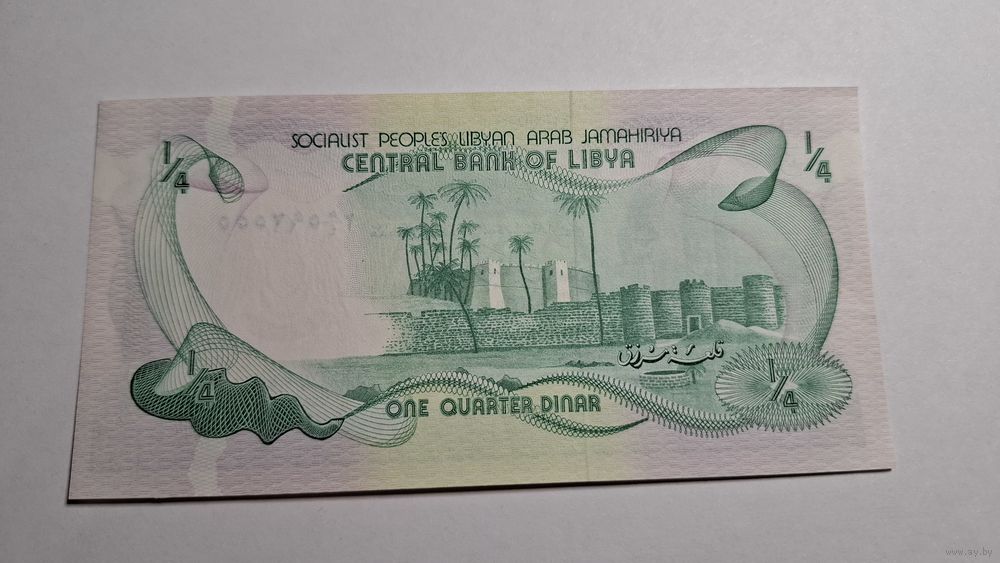 SOCIALIST PEOPLE'S LIBYAN ARAB JAMAHIRIYA
CENTRAL BANK OF LIBYA
1/4
1/4
قلعة مرزق
1/4
1/4
ONE QUARTER DINAR
www.ay.by